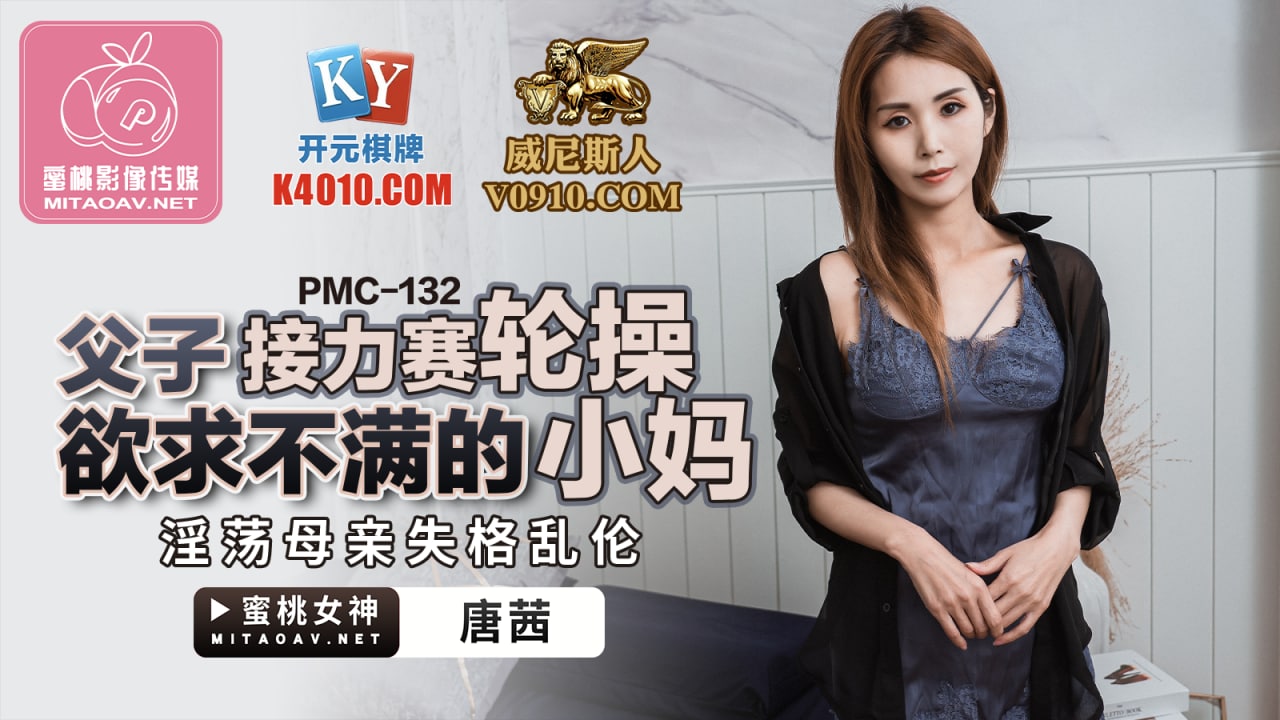 蜜桃影像传媒
MITAOAV.NET
KY
开元棋牌
K4010.COM
V
威尼斯人
V0910.COM
PMC-132
父子接力赛轮操
欲求不满的小妈
淫荡母亲失格乱伦
蜜桃女神
MITAOAV.NET
唐茜